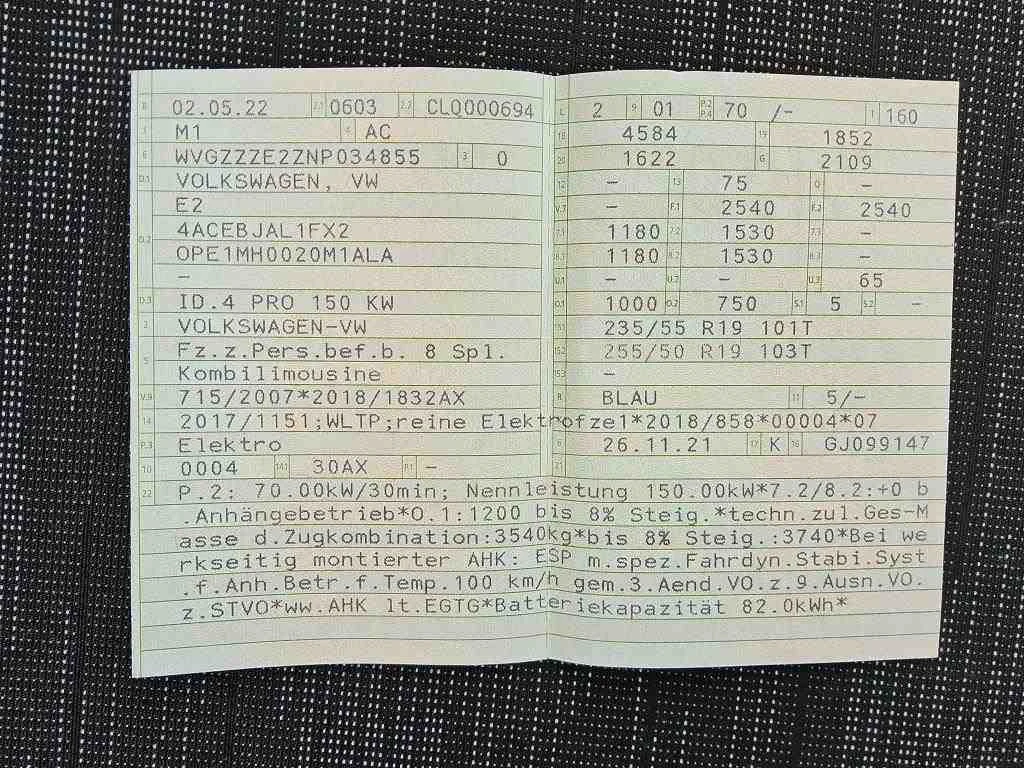 B 02.05.22 2.1 0603 2.2 CLQ000694
J M1 4 AC
E WVGZZZE2ZNP034855 3 0
D.1 VOLKSWAGEN, VW
E2
D.2 4ACEBJAL1FX2
OPE1MH0020M1ALA
–
D.3 ID.4 PRO 150 KW
2 VOLKSWAGEN-VW
5 Fz.z.Pers.bef.b. 8 Spl.
Kombilimousine
V.9 715/2007*2018/1832AX
14 2017/1151;WLTP;reine Elektrofze1*2018/858*00004*07
P.3 Elektro
10 0004 14.1 30AX P.1 –
L 2 9 01 P.2 P.4 70 /– T 160
18 4584 19 1852
20 1622 G 2109
12 – 13 75 Q –
V.7 – F.1 2540 F.2 2540
7.1 1180 7.2 1530 7.3 –
8.1 1180 8.2 1530 8.3 –
U.1 – U.2 – U.3 65
O.1 1000 O.2 750 S.1 5 S.2 –
15.1 235/55 R19 101T
15.2 255/50 R19 103T
15.3 –
R BLAU 11 5/–
6 26.11.21 17 K 16 GJ099147
21
22 P.2: 70.00kW/30min; Nennleistung 150.00kW*7.2/8.2:+0 b
.Anhängebetrieb*O.1:1200 bis 8% Steig.*techn.zul.Ges-M
asse d.Zugkombination:3540kg*bis 8% Steig.:3740*Bei we
rkseitig montierter AHK: ESP m.spez.Fahrdyn.Stabi.Syst
.f.Anh.Betr.f.Temp.100 km/h gem.3.Aend.VO.z.9.Ausn.VO.
z.STVO*ww.AHK lt.EGTG*Batteriekapazität 82.0kWh*